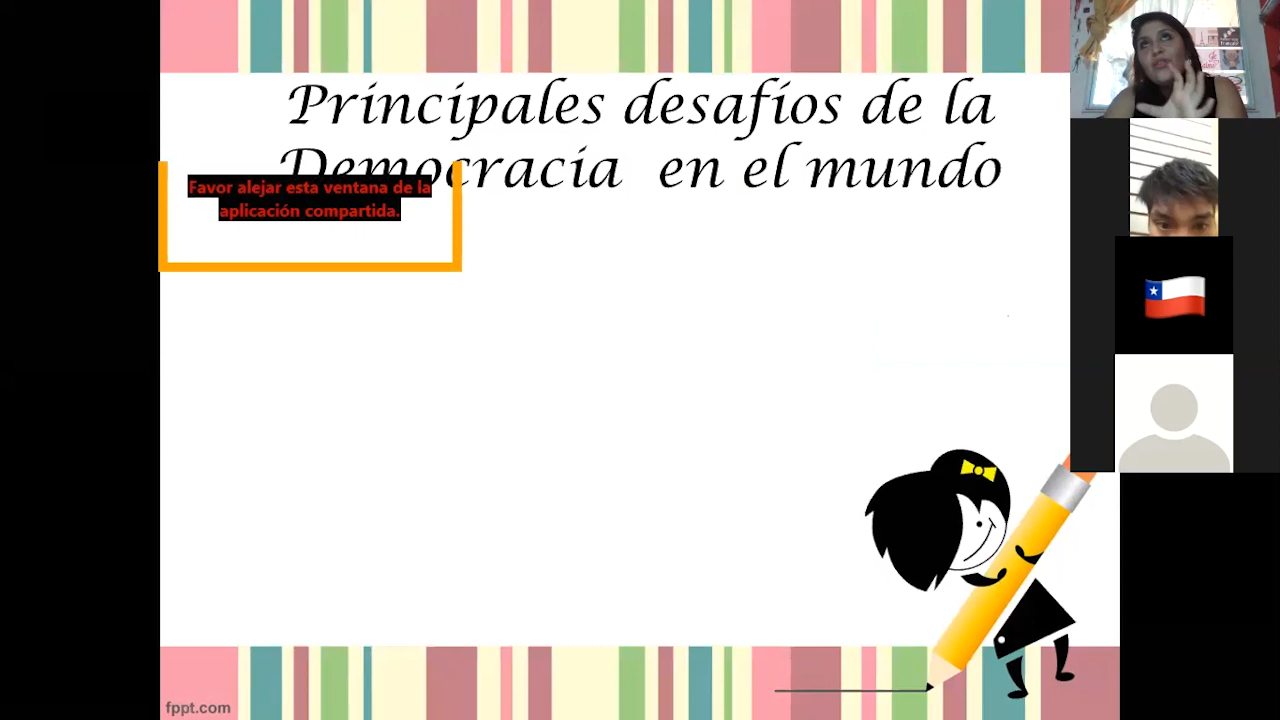 Principales desafíos de la
Democracia en el mundo
Favor alejar esta ventana de la
aplicación compartida.
fppt.com